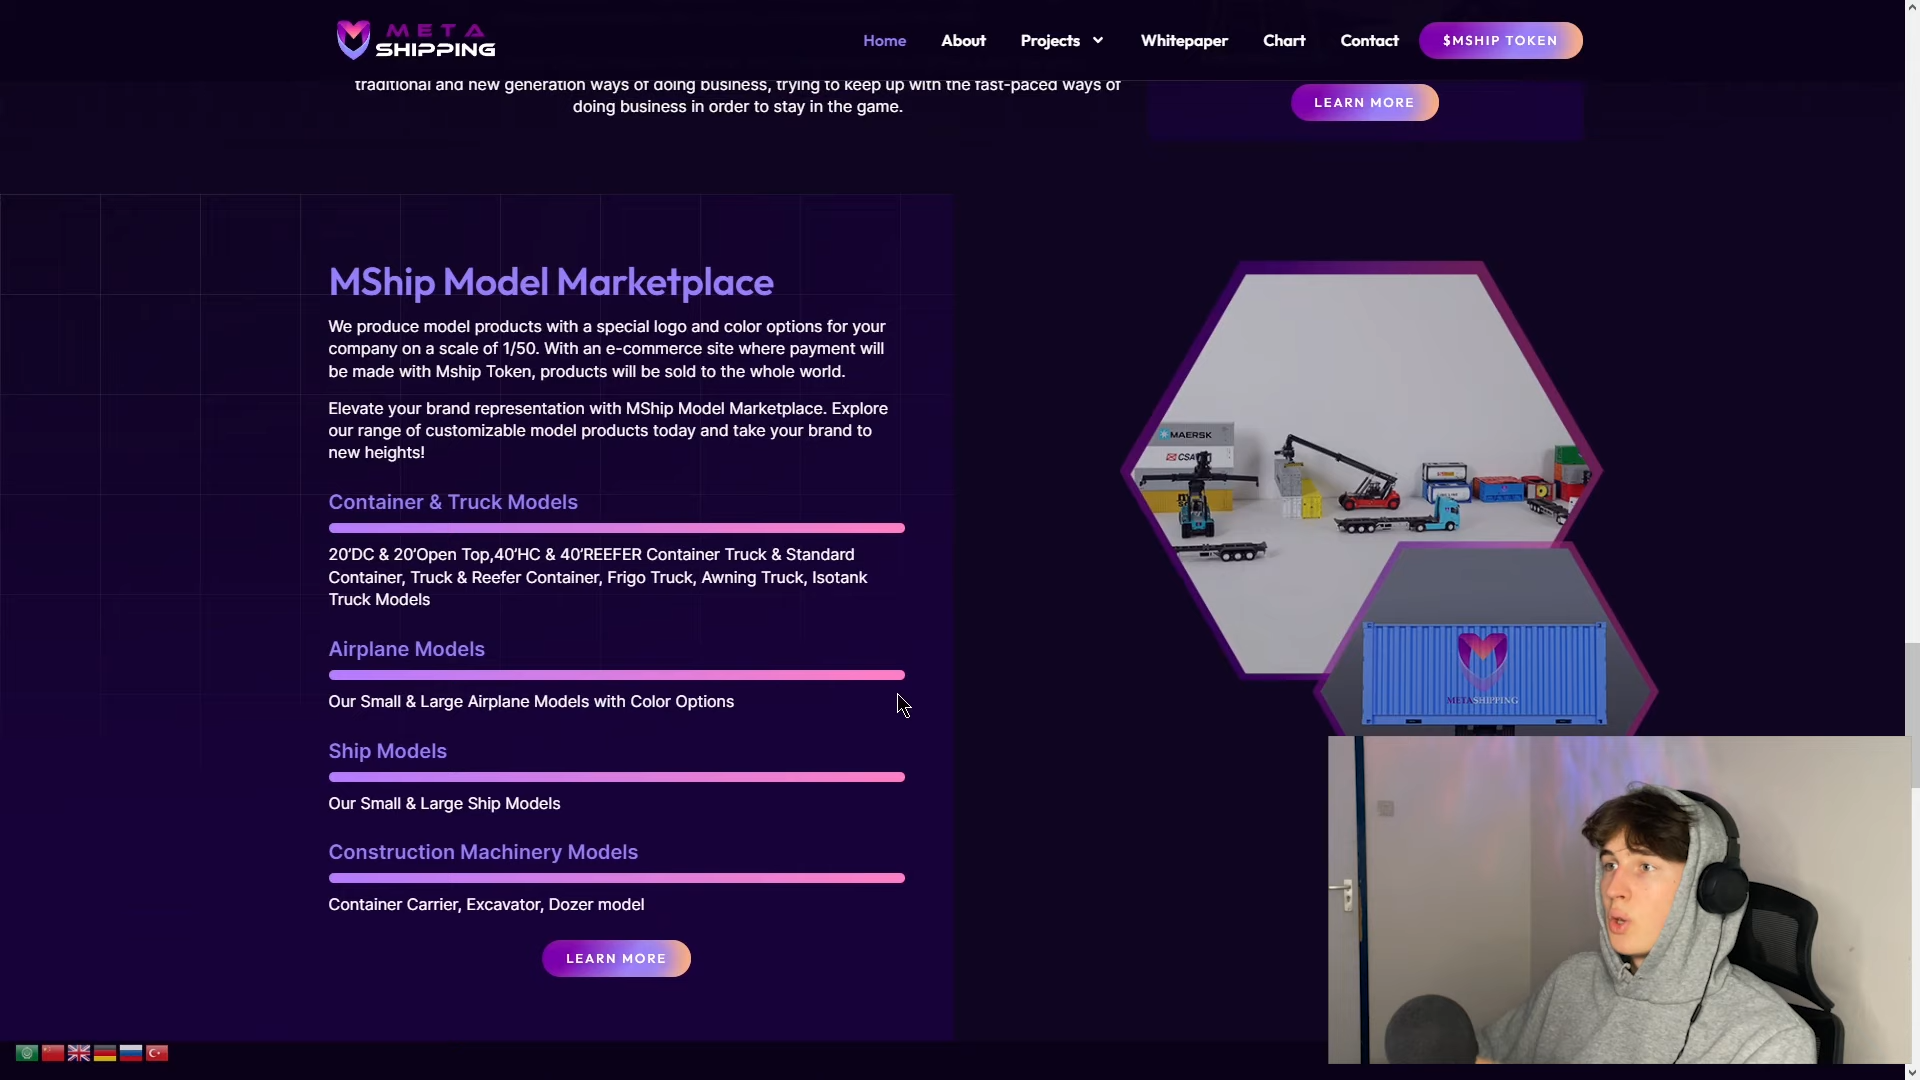 META
SHIPPING
Home
About
Projects
Whitepaper
Chart
Contact
$MSHIP TOKEN
traditional and new generation ways of doing business, trying to keep up with the fast-paced ways of
doing business in order to stay in the game.
LEARN MORE
MShip Model Marketplace
We produce model products with a special logo and color options for your
company on a scale of 1/50. With an e-commerce site where payment will
be made with Mship Token, products will be sold to the whole world.
Elevate your brand representation with MShip Model Marketplace. Explore
our range of customizable model products today and take your brand to
new heights!
Container & Truck Models
20’DC & 20’Open Top,40’HC & 40’REEFER Container Truck & Standard
Container, Truck & Reefer Container, Frigo Truck, Awning Truck, Isotank
Truck Models
Airplane Models
Our Small & Large Airplane Models with Color Options
Ship Models
Our Small & Large Ship Models
Construction Machinery Models
Container Carrier, Excavator, Dozer model
LEARN MORE
MAERSK
METASHIPPING